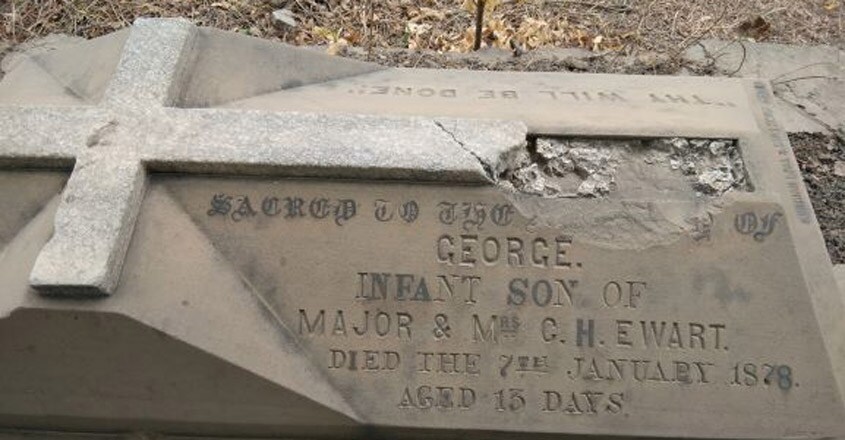 SACRED TO THE OF
GEORGE.
INFANT SON OF
MAJOR & MRS C. H. EWART.
DIED THE 7TH JANUARY 1878.
AGED 13 DAYS.
"THY WILL BE DONE"